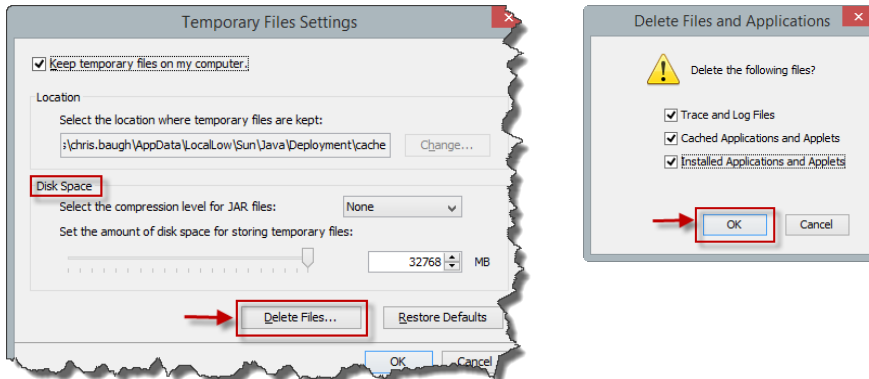 Temporary Files Settings
Keep temporary files on my computer.
Location
Select the location where temporary files are kept:
:\chris.baugh\AppData\LocalLow\Sun\Java\Deployment\cache
Change...
Disk Space
Select the compression level for JAR files:
None
Set the amount of disk space for storing temporary files:
32768
MB
Delete Files...
Restore Defaults
OK
Cancel
Delete Files and Applications
Delete the following files?
Trace and Log Files
Cached Applications and Applets
Installed Applications and Applets
OK
Cancel